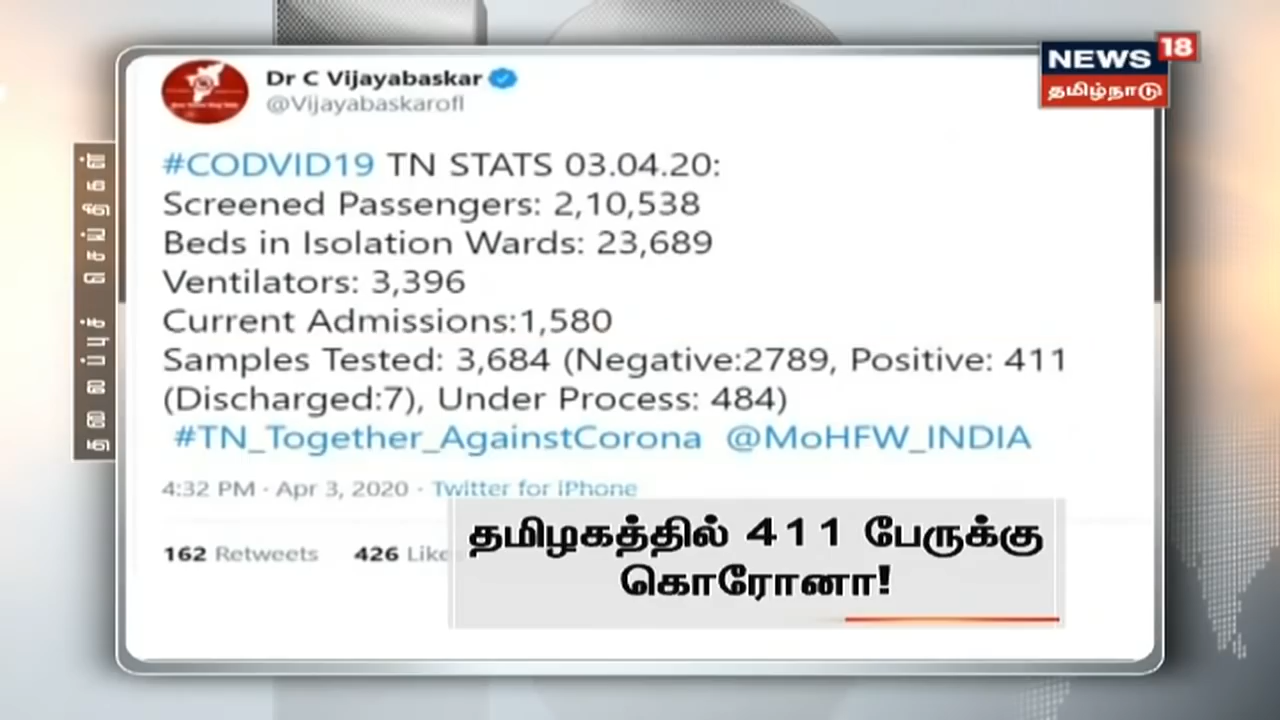 Dr C Vijayabaskar
@Vijayabaskarofl
NEWS 18
தமிழ்நாடு
#CODVID19 TN STATS 03.04.20:
Screened Passengers: 2,10,538
Beds in Isolation Wards: 23,689
Ventilators: 3,396
Current Admissions:1,580
Samples Tested: 3,684 (Negative:2789, Positive: 411
(Discharged:7), Under Process: 484)
#TN_Together_AgainstCorona @MoHFW_INDIA
4:32 PM · Apr 3, 2020 · Twitter for iPhone
162 Retweets 426 Like
தமிழகத்தில் 411 பேருக்கு
கொரோனா!
தலைப்புச் செய்திகள்